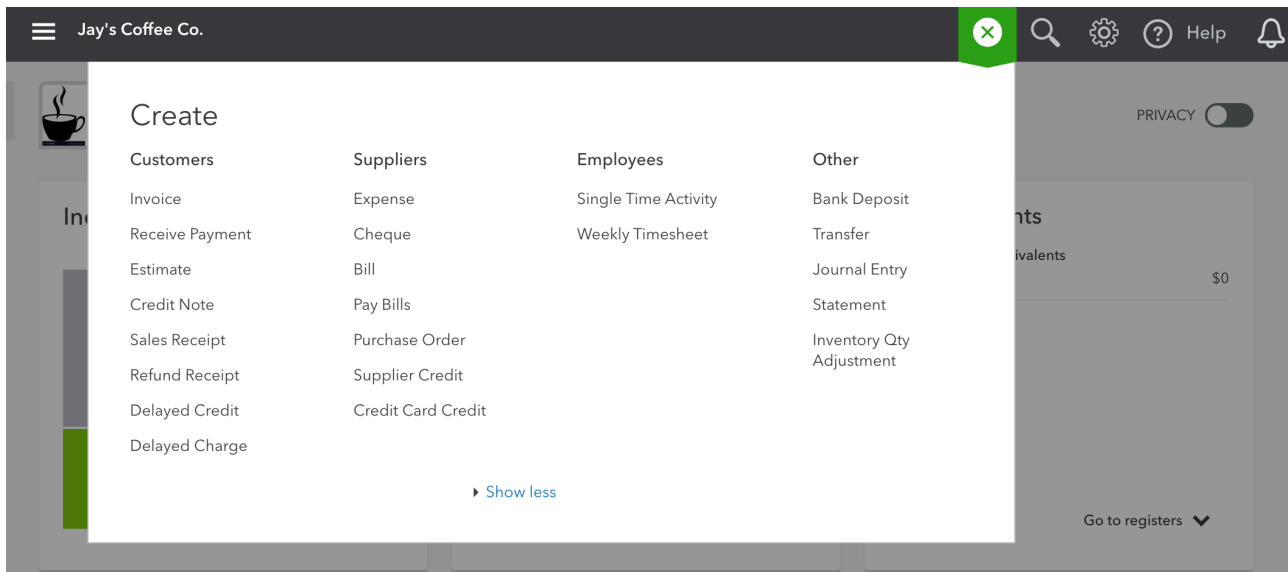 Jay's Coffee Co.
Help
PRIVACY
Create
Customers
Invoice
Receive Payment
Estimate
Credit Note
Sales Receipt
Refund Receipt
Delayed Credit
Delayed Charge
Suppliers
Expense
Cheque
Bill
Pay Bills
Purchase Order
Supplier Credit
Credit Card Credit
Employees
Single Time Activity
Weekly Timesheet
Other
Bank Deposit
Transfer
Journal Entry
Statement
Inventory Qty
Adjustment
Show less
$0
Go to registers